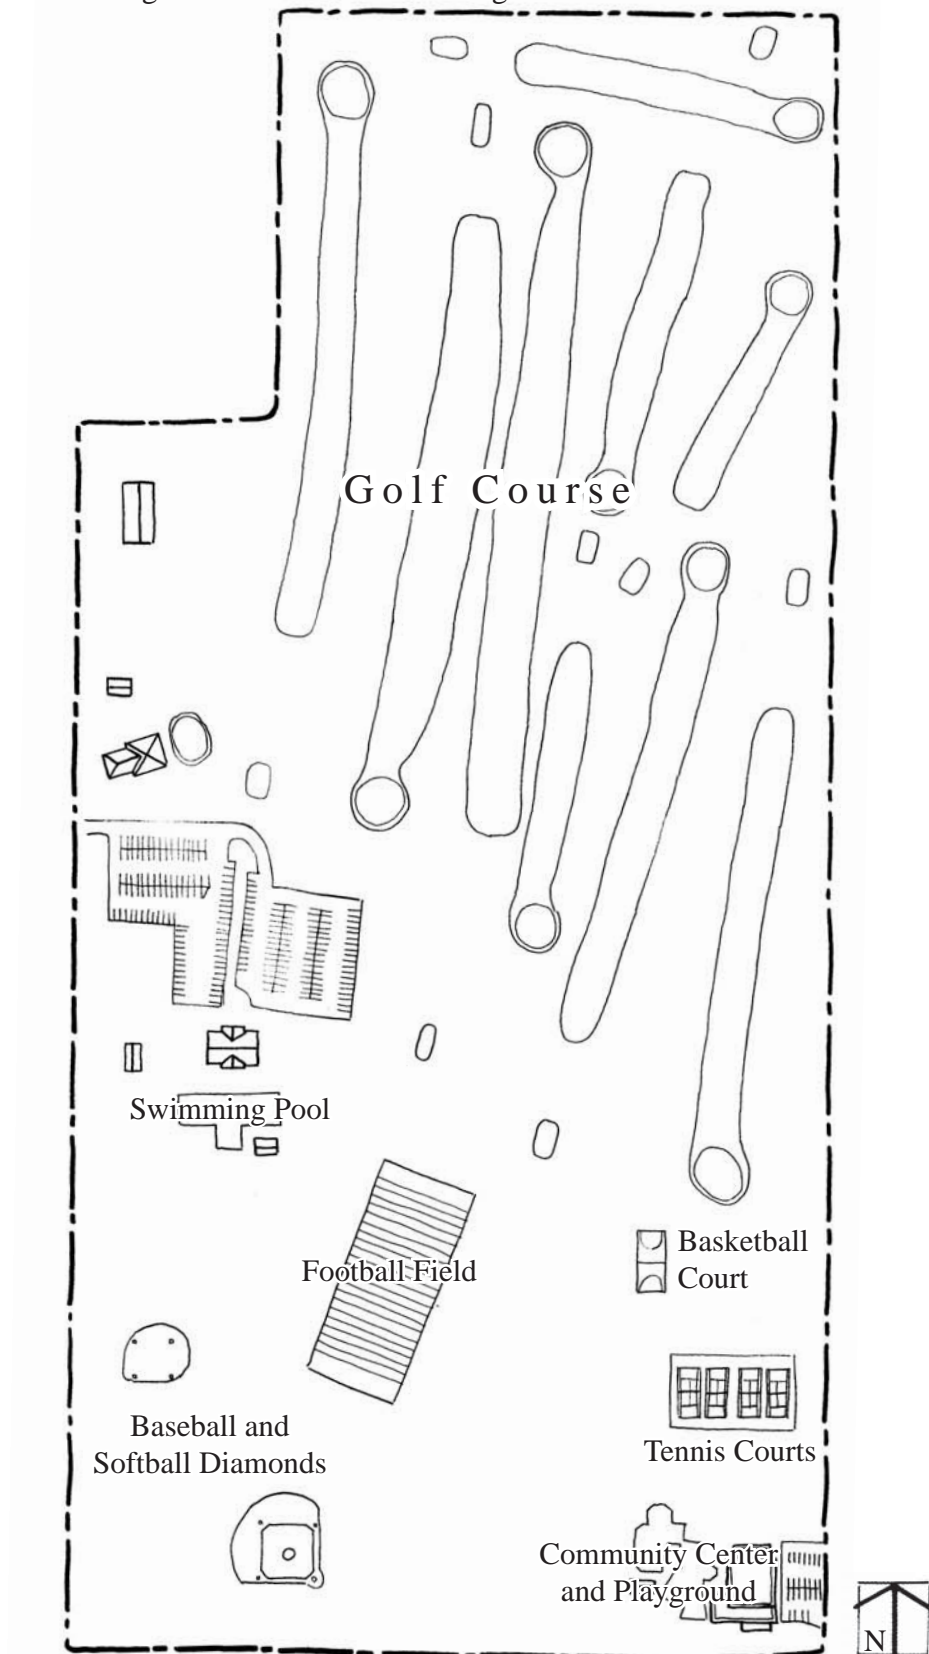 Golf Course
Swimming Pool
Football Field
Basketball
Court
Baseball and
Softball Diamonds
Tennis Courts
Community Center
and Playground
N